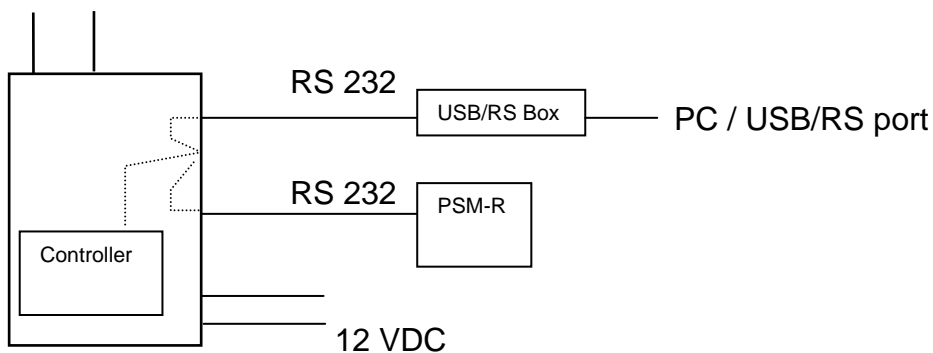 RS 232
USB/RS Box
PC / USB/RS port
RS 232
PSM-R
Controller
12 VDC